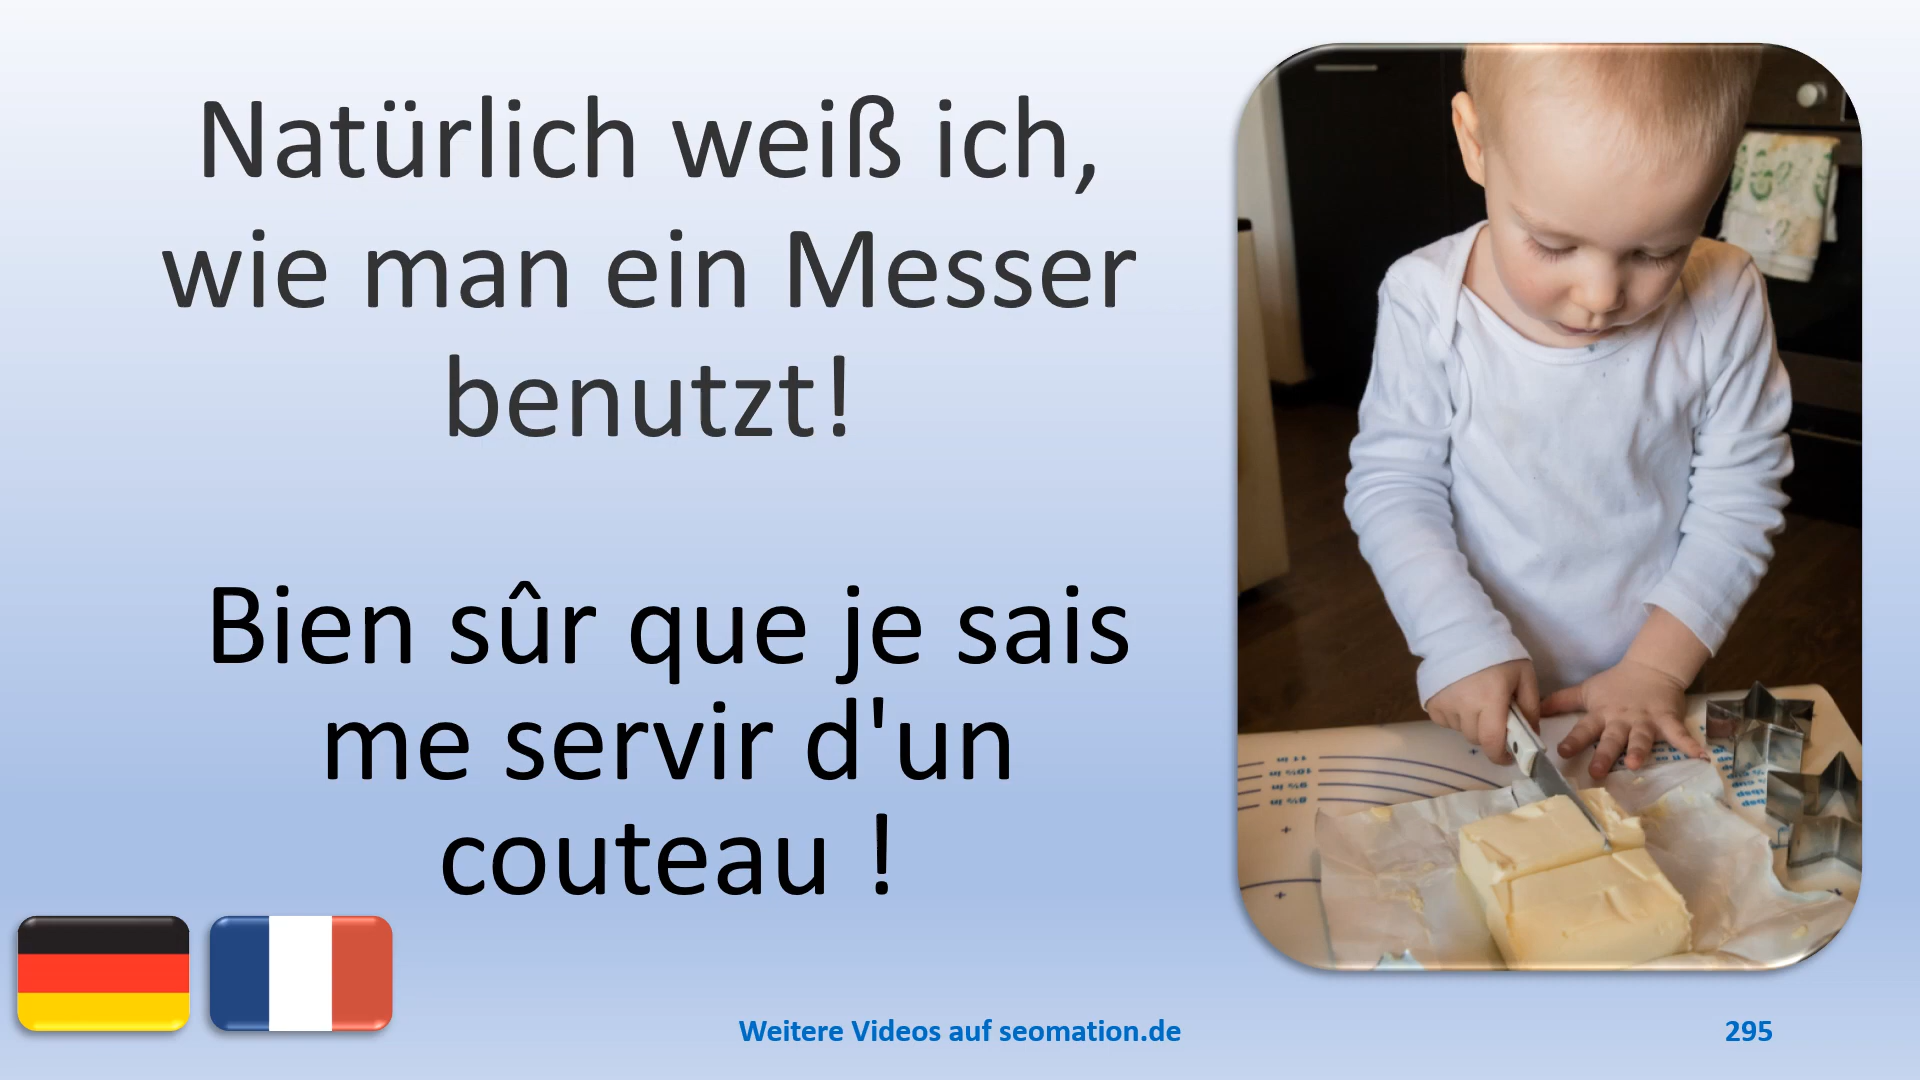 Natürlich weiß ich,
wie man ein Messer
benutzt!
Bien sûr que je sais
me servir d'un
couteau !
Weitere Videos auf seomation.de
295